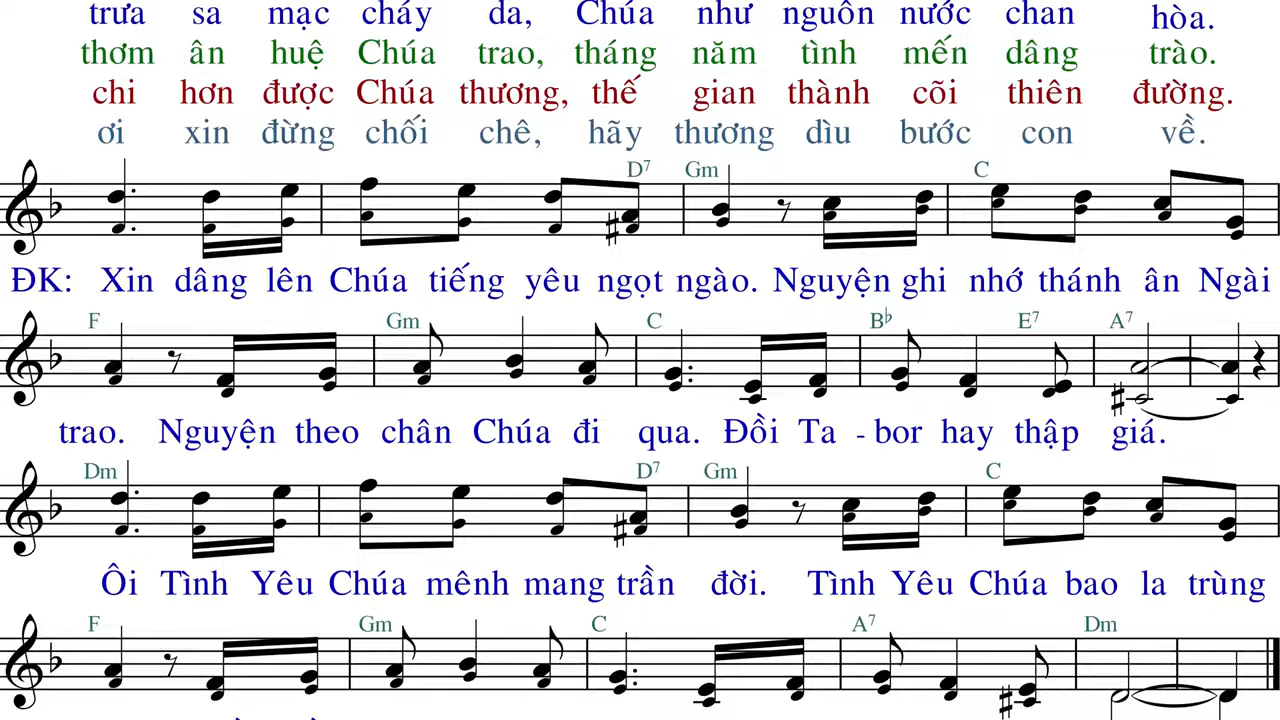 trưa sa mạc cháy da, Chúa như nguồn nước chan hòa.
thơm ân huệ Chúa trao, tháng năm tình mến dâng trào.
chi hơn được Chúa thương, thế gian thành cõi thiên đường.
ơi xin đừng chối chê, hãy thương dìu bước con về.
D7 Gm C
ĐK: Xin dâng lên Chúa tiếng yêu ngọt ngào. Nguyện ghi nhớ thánh ân Ngài
F Gm C B♭ E7 A7
trao. Nguyện theo chân Chúa đi qua. Đồi Ta - bor hay thập giá.
Dm D7 Gm C
Ôi Tình Yêu Chúa mênh mang trần đời. Tình Yêu Chúa bao la trùng
F Gm C A7 Dm